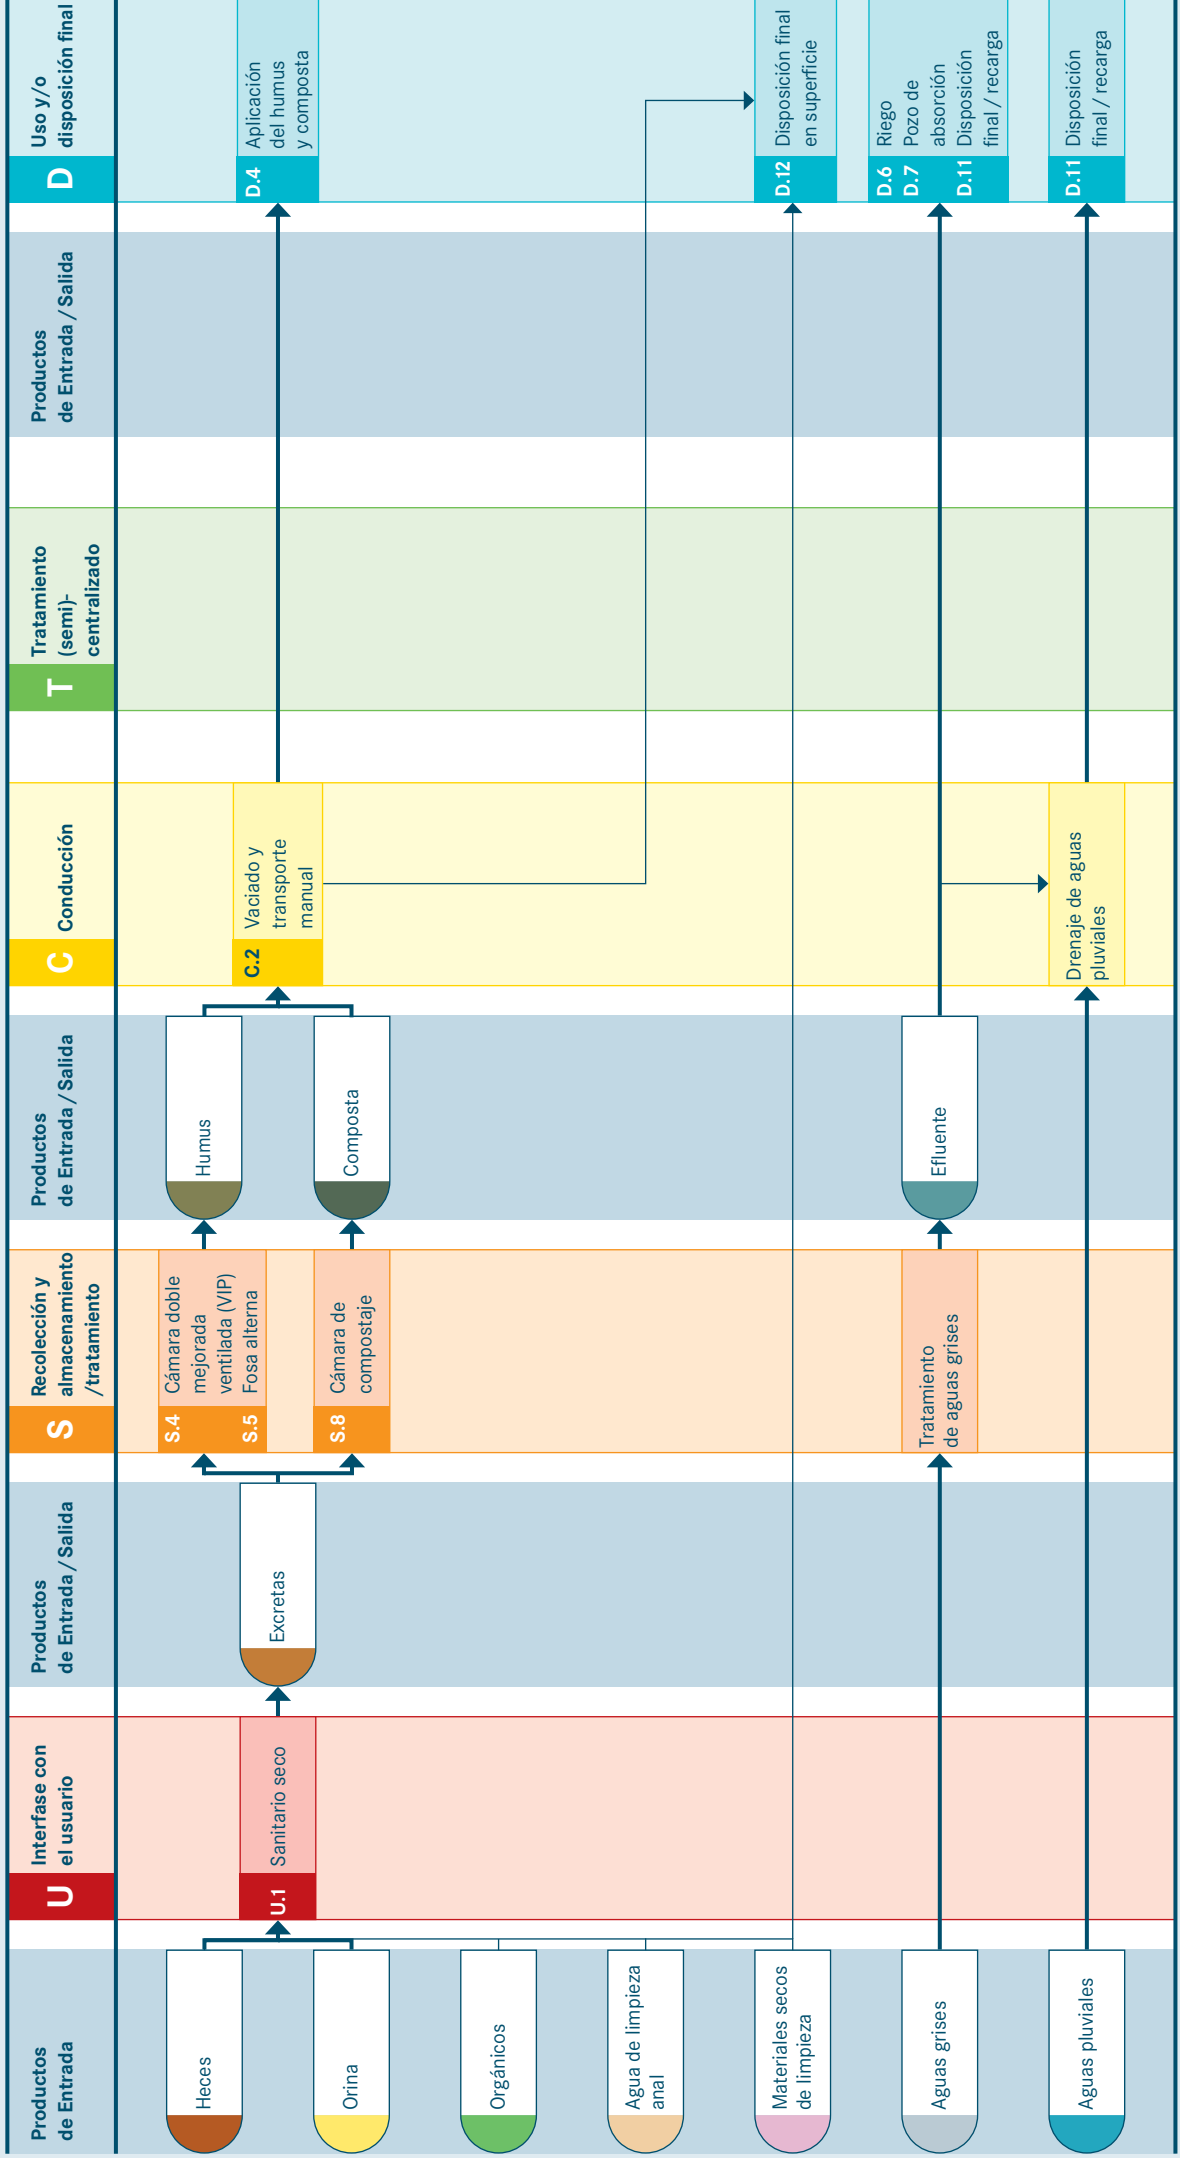 Productos
de Entrada
U
Interfase con
el usuario
Productos
de Entrada / Salida
S
Recolección y
almacenamiento
/tratamiento
Productos
de Entrada / Salida
C
Conducción
T
Tratamiento
(semi)-
centralizado
Productos
de Entrada / Salida
D
Uso y/o
disposición final
Heces
Orina
Orgánicos
Agua de limpieza
anal
Materiales secos
de limpieza
Aguas grises
Aguas pluviales
U.1 Sanitario seco
Excretas
S.4 Cámara doble
mejorada
ventilada (VIP)
S.5 Fosa alterna
S.8 Cámara de
compostaje
Tratamiento
de aguas grises
Humus
Composta
Efluente
C.2 Vaciado y
transporte
manual
Drenaje de aguas
pluviales
D.4 Aplicación
del humus
y composta
D.12 Disposición final
en superficie
D.6 Riego
D.7 Pozo de
absorción
D.11 Disposición
final / recarga
D.11 Disposición
final / recarga